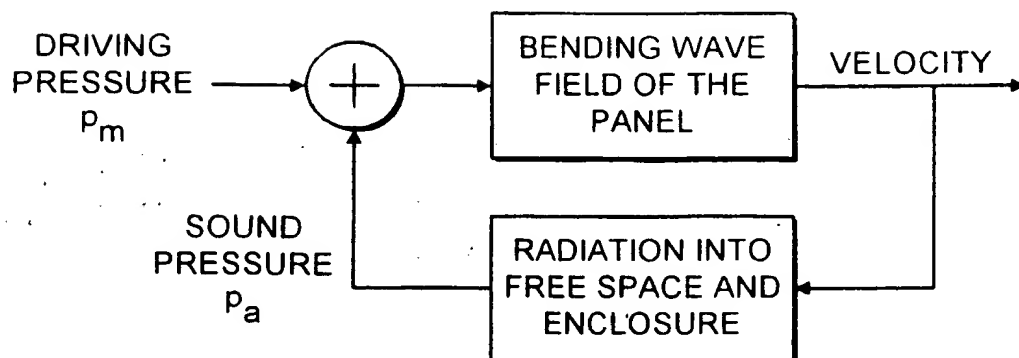 DRIVING
PRESSURE
pm
BENDING WAVE
FIELD OF THE
PANEL
VELOCITY
SOUND
PRESSURE
pa
RADIATION INTO
FREE SPACE AND
ENCLOSURE